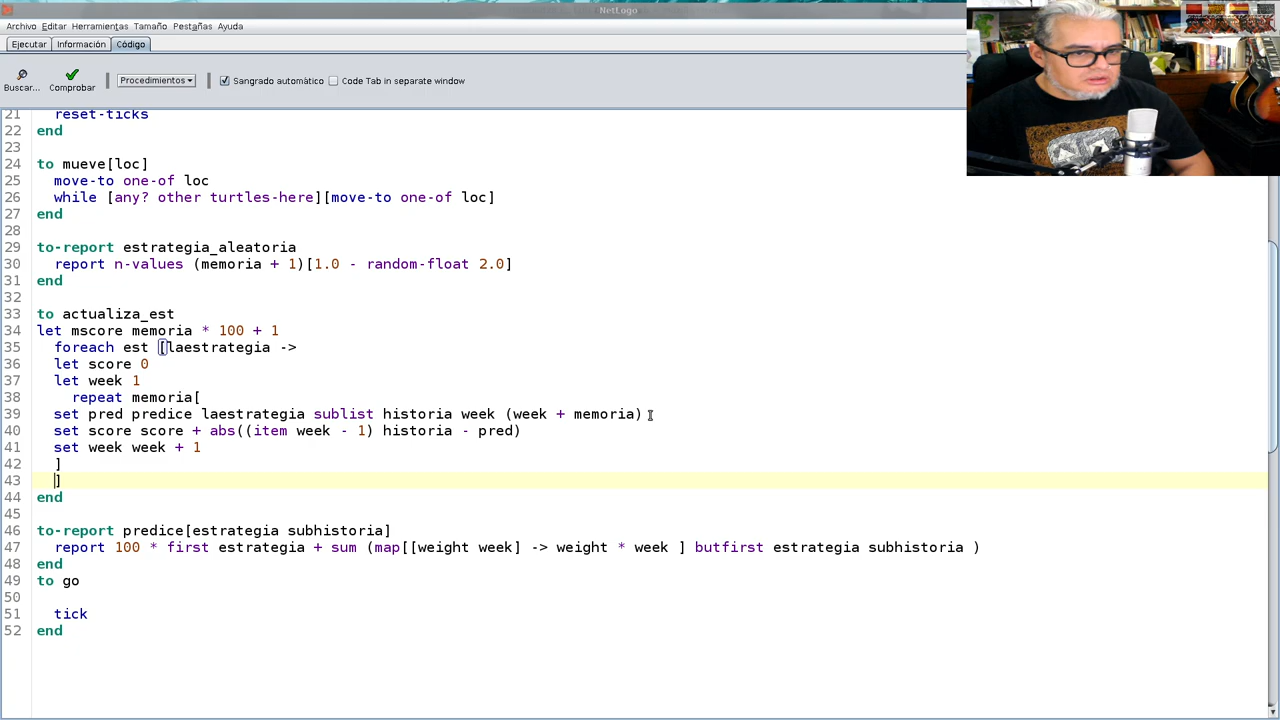 NetLogo
Archivo Editar Herramientas Tamaño Pestañas Ayuda
Ejecutar Información Código
Buscar... Comprobar Procedimientos Sangrado automático Code Tab in separate window
21 reset-ticks
22 end
23
24 to mueve[loc]
25 move-to one-of loc
26 while [any? other turtles-here][move-to one-of loc]
27 end
28
29 to-report estrategia_aleatoria
30 report n-values (memoria + 1)[1.0 - random-float 2.0]
31 end
32
33 to actualiza_est
34 let mscore memoria * 100 + 1
35 foreach est [laestrategia ->
36 let score 0
37 let week 1
38 repeat memoria[
39 set pred predice laestrategia sublist historia week (week + memoria)
40 set score score + abs((item week - 1) historia - pred)
41 set week week + 1
42 ]
43 ]
44 end
45
46 to-report predice[estrategia subhistoria]
47 report 100 * first estrategia + sum (map[[weight week] -> weight * week ] butfirst estrategia subhistoria )
48 end
49 to go
50
51 tick
52 end